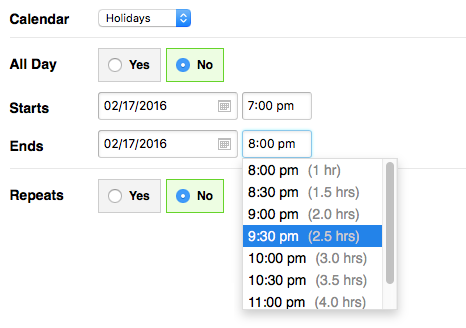 Calendar Holidays
All Day Yes No
Starts 02/17/2016 7:00 pm
Ends 02/17/2016 8:00 pm
8:00 pm (1 hr)
8:30 pm (1.5 hrs)
Repeats Yes No
9:00 pm (2.0 hrs)
9:30 pm (2.5 hrs)
10:00 pm (3.0 hrs)
10:30 pm (3.5 hrs)
11:00 pm (4.0 hrs)